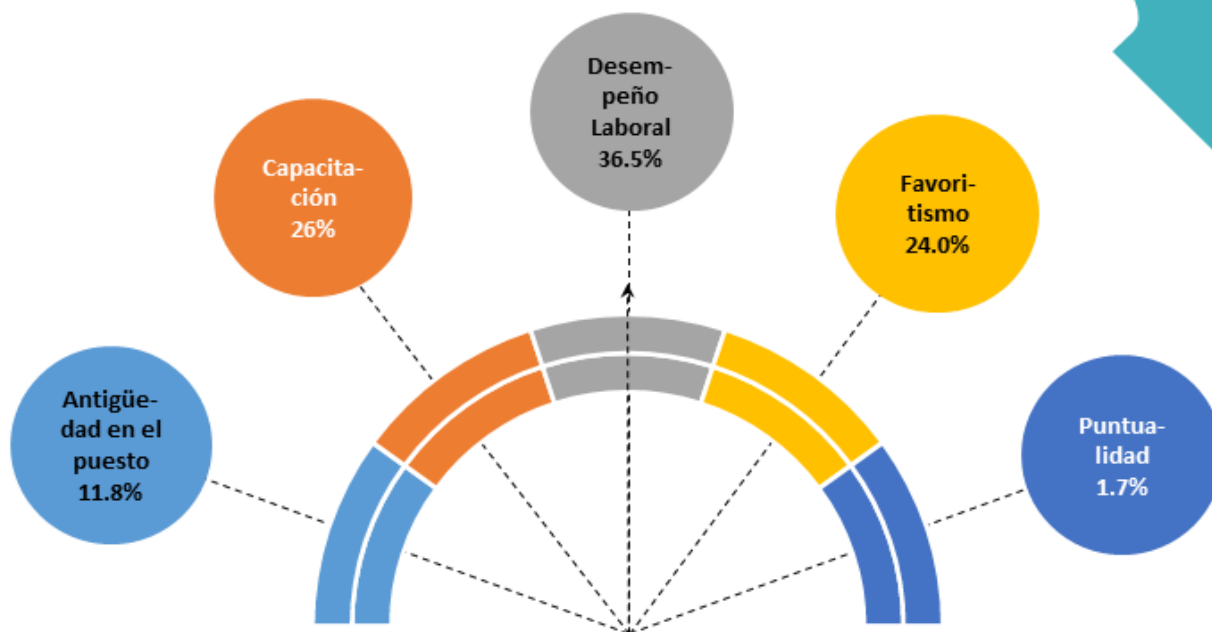 Desem-
peño
Laboral
36.5%
Capacita-
ción
26%
Favori-
tismo
24.0%
Antigüe-
dad en el
puesto
11.8%
Puntua-
lidad
1.7%